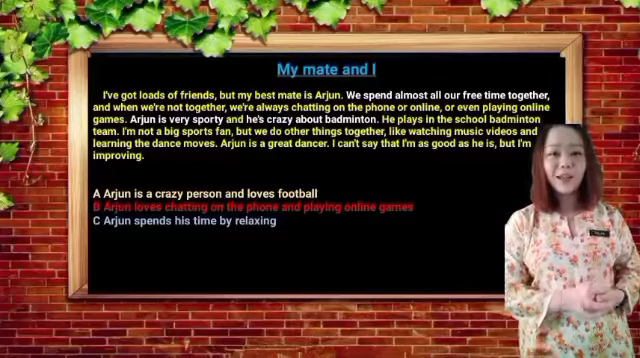 My mate and I
I've got loads of friends, but my best mate is Arjun. We spend almost all our free time together,
and when we're not together, we're always chatting on the phone or online, or even playing online
games. Arjun is very sporty and he's crazy about badminton. He plays in the school badminton
team. I'm not a big sports fan, but we do other things together, like watching music videos and
learning the dance moves. Arjun is a great dancer. I can't say that I'm as good as he is, but I'm
improving.
A Arjun is a crazy person and loves football
B Arjun loves chatting on the phone and playing online games
C Arjun spends his time by relaxing